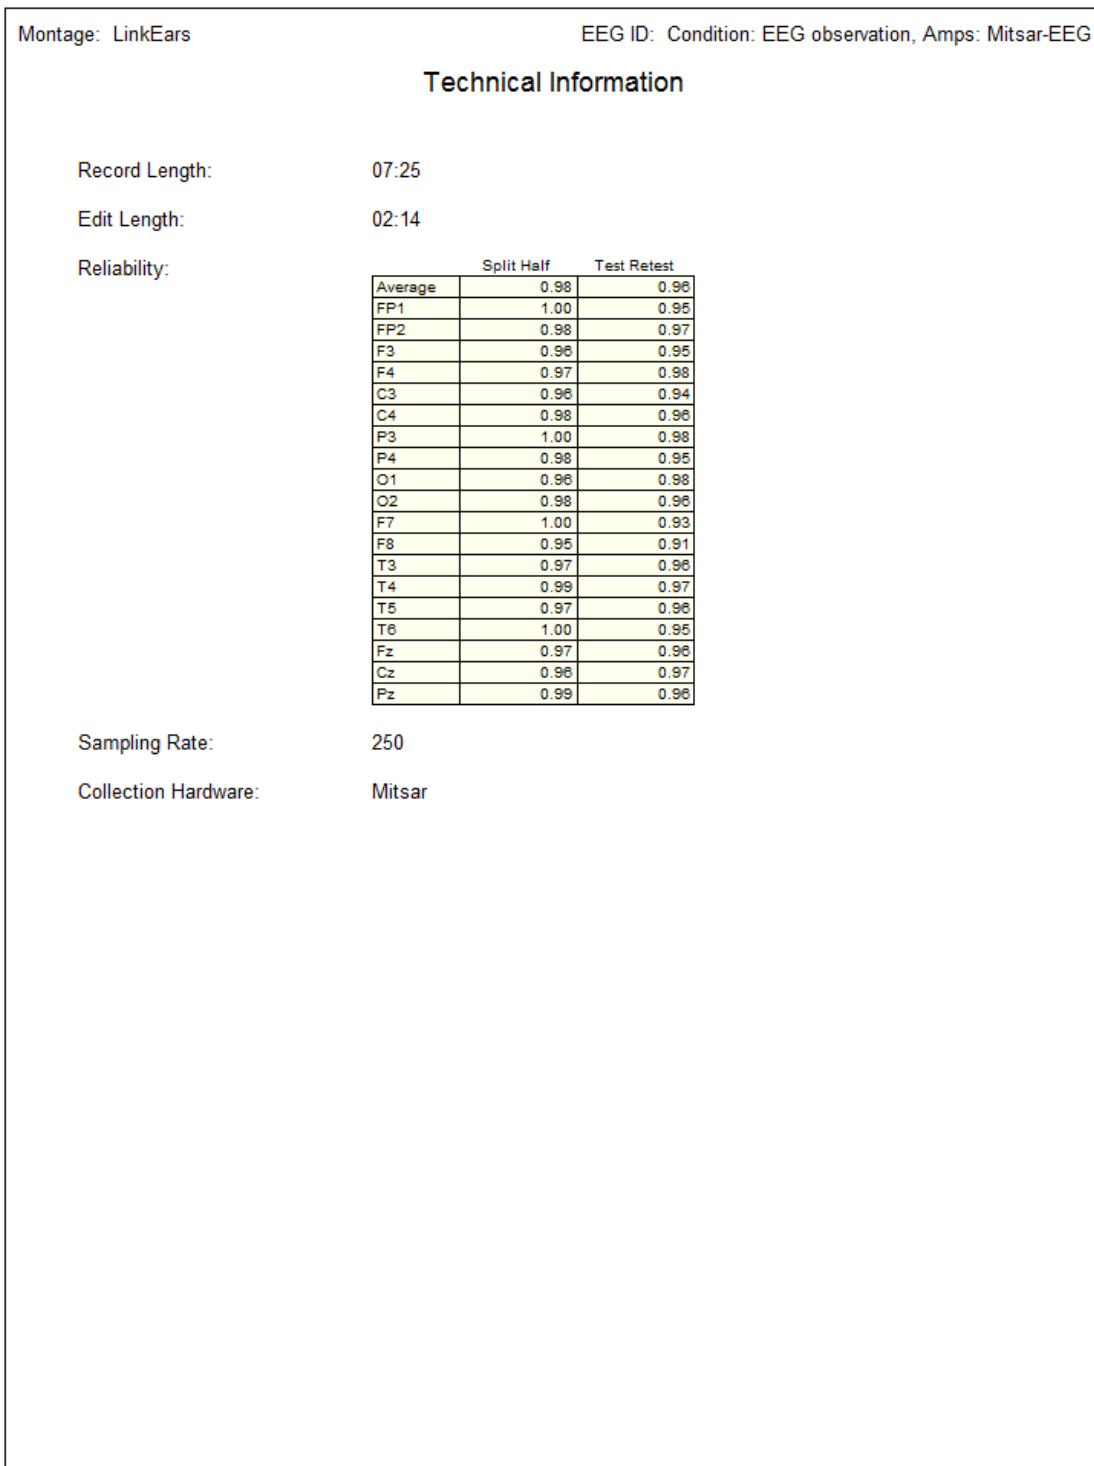 Montage: LinkEars EEG ID: Condition: EEG observation, Amps: Mitsar-EEG
Technical Information
Record Length: 07:25
Edit Length: 02:14
Reliability: Split Half Test Retest
Average 0.98 0.96
FP1 1.00 0.95
FP2 0.98 0.97
F3 0.96 0.95
F4 0.97 0.98
C3 0.96 0.94
C4 0.98 0.96
P3 1.00 0.98
P4 0.98 0.95
O1 0.96 0.98
O2 0.98 0.96
F7 1.00 0.93
F8 0.95 0.91
T3 0.97 0.96
T4 0.99 0.97
T5 0.97 0.96
T6 1.00 0.95
Fz 0.97 0.96
Cz 0.96 0.97
Pz 0.99 0.96
Sampling Rate: 250
Collection Hardware: Mitsar